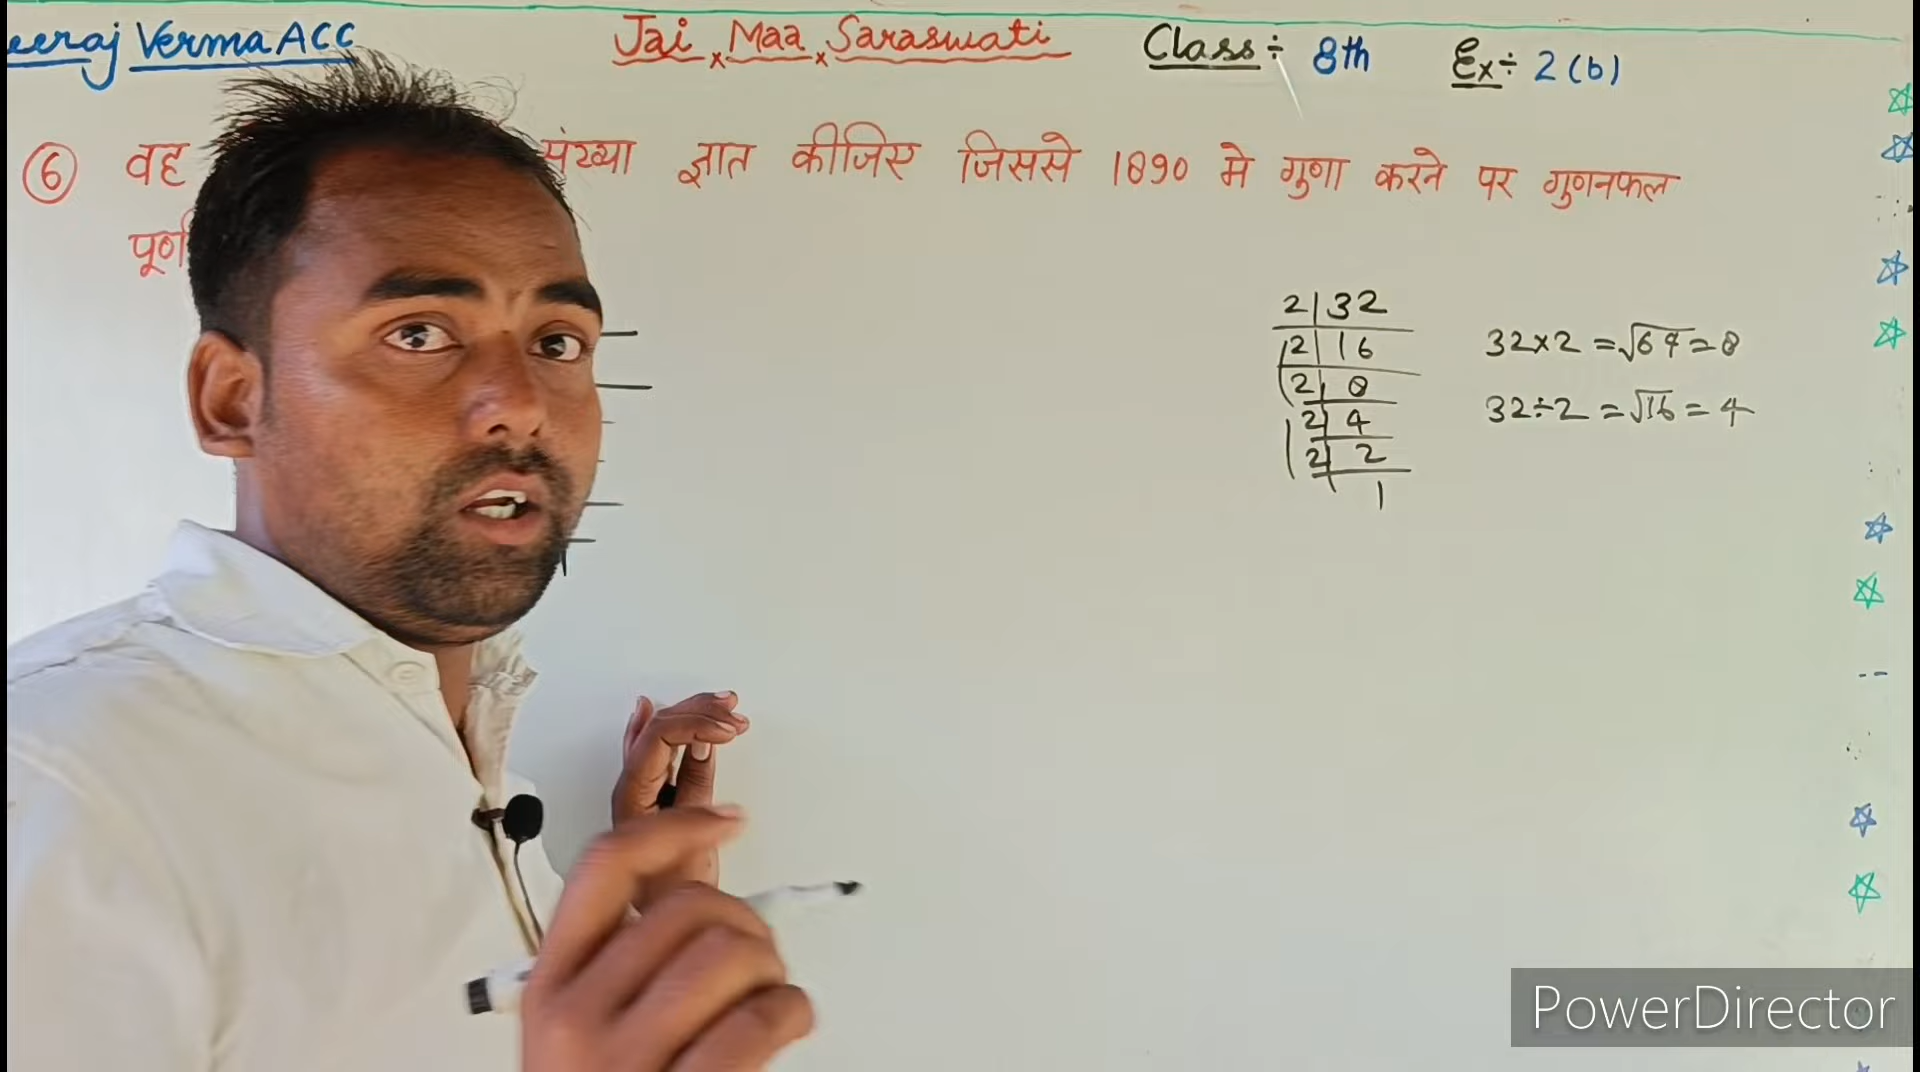 Verma ACC Jai x Maa x Saraswati Class ÷ 8th Ex ÷ 2 (b)
⑥ वह संख्या ज्ञात कीजिए जिससे 1890 मे गुणा करने पर गुणनफल
पूर्ण
2|32
2|16
2|8
2|4
2|2
1
32×2 = √64 = 8
32÷2 = √16 = 4
PowerDirector